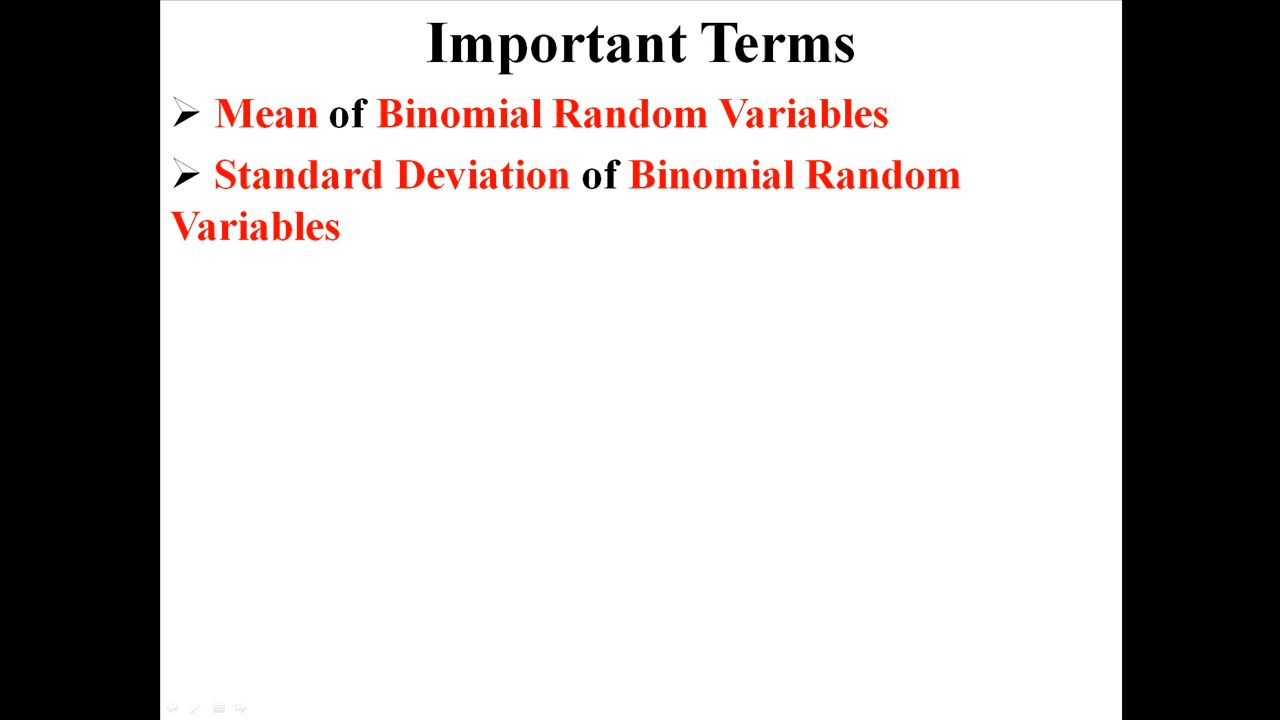 Important Terms
➢ Mean of Binomial Random Variables
➢ Standard Deviation of Binomial Random
Variables